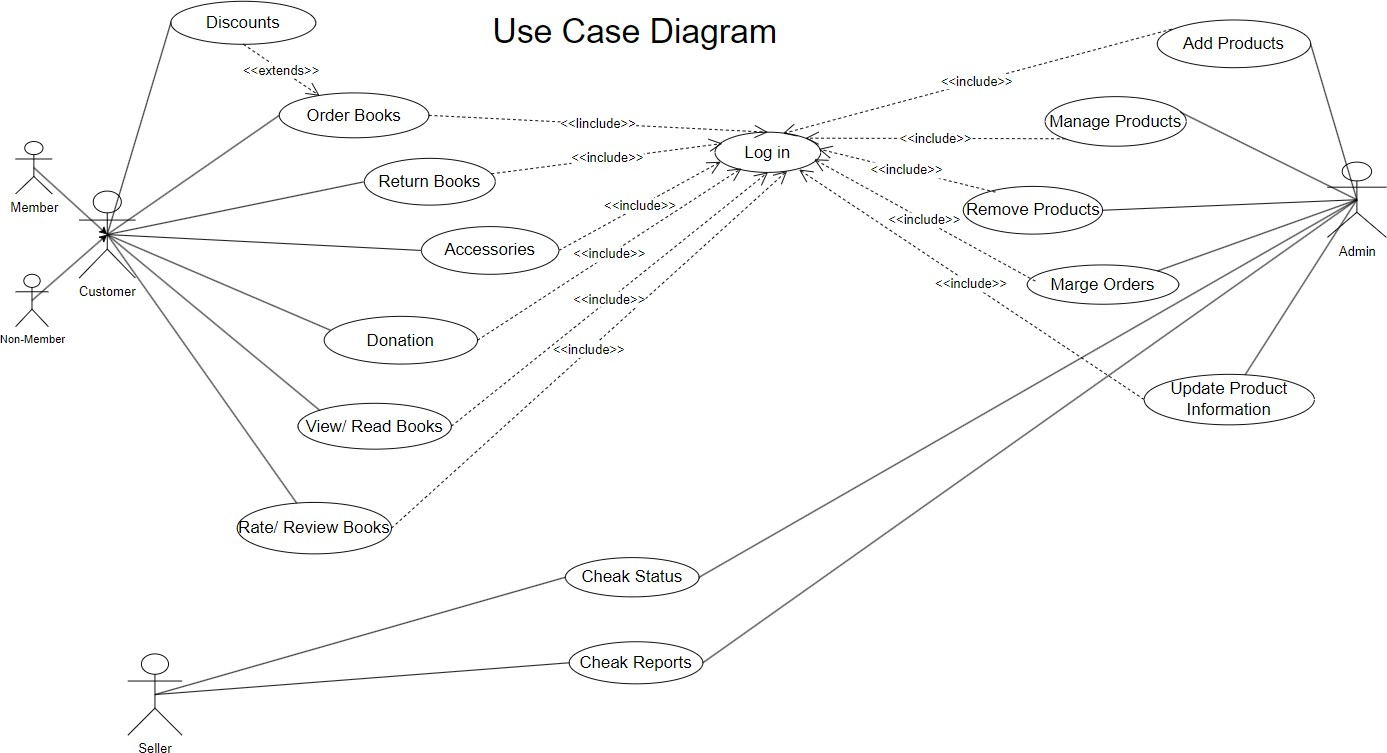 Use Case Diagram
Discounts
<<extends>>
Order Books
<<linclude>>
Return Books
<<include>>
Log in
Accessories
<<include>>
Donation
<<include>>
View/ Read Books
<<include>>
Rate/ Review Books
<<include>>
Member
Customer
Non-Member
Add Products
<<include>>
Manage Products
<<include>>
Remove Products
<<include>>
Marge Orders
<<include>>
Update Product
Information
<<include>>
Admin
Cheak Status
Cheak Reports
Seller